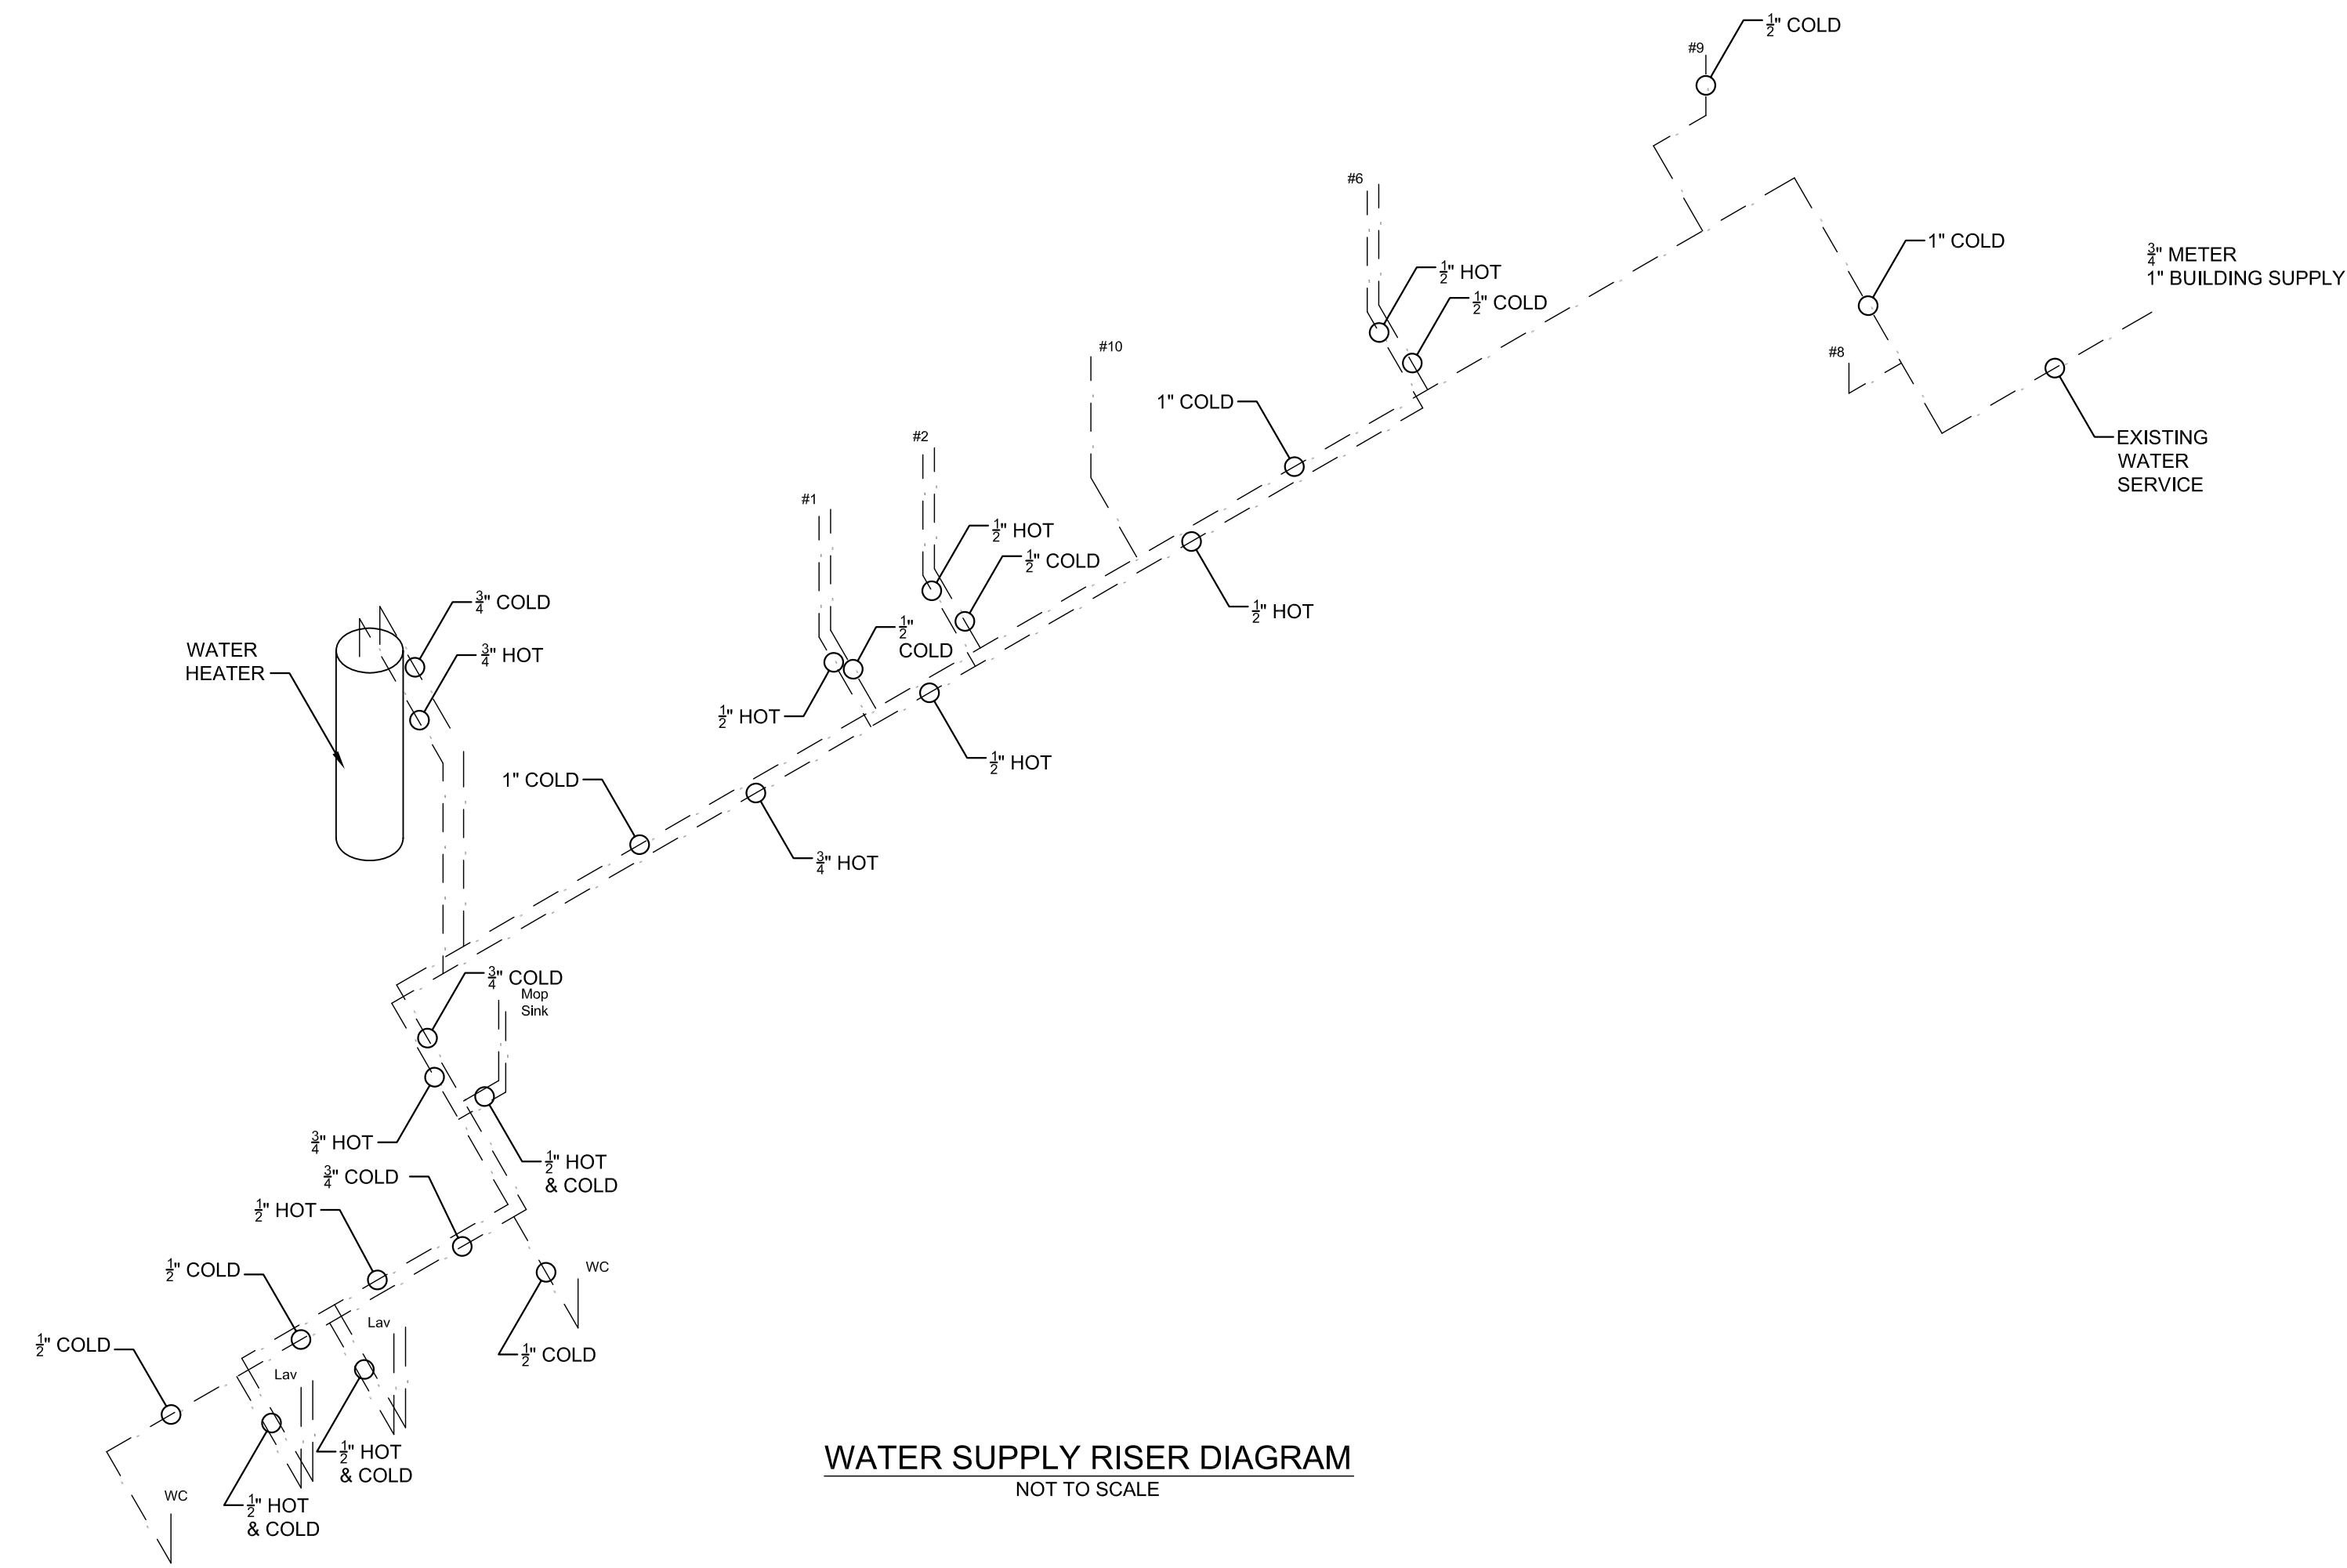 ½" COLD
#9
#6
1" COLD
¾" METER
1" BUILDING SUPPLY
½" HOT
½" COLD
#10
#8
1" COLD
EXISTING
WATER
SERVICE
#2
#1
½" HOT
½" COLD
¾" COLD
½"
COLD
½" HOT
WATER
HEATER
¾" HOT
½" HOT
½" HOT
1" COLD
¾" HOT
¾" COLD
Mop
Sink
¾" HOT
½" HOT
& COLD
¾" COLD
½" HOT
½" COLD
WC
Lav
½" COLD
½" COLD
Lav
½" HOT
& COLD
WC
½" HOT
& COLD
WATER SUPPLY RISER DIAGRAM
NOT TO SCALE